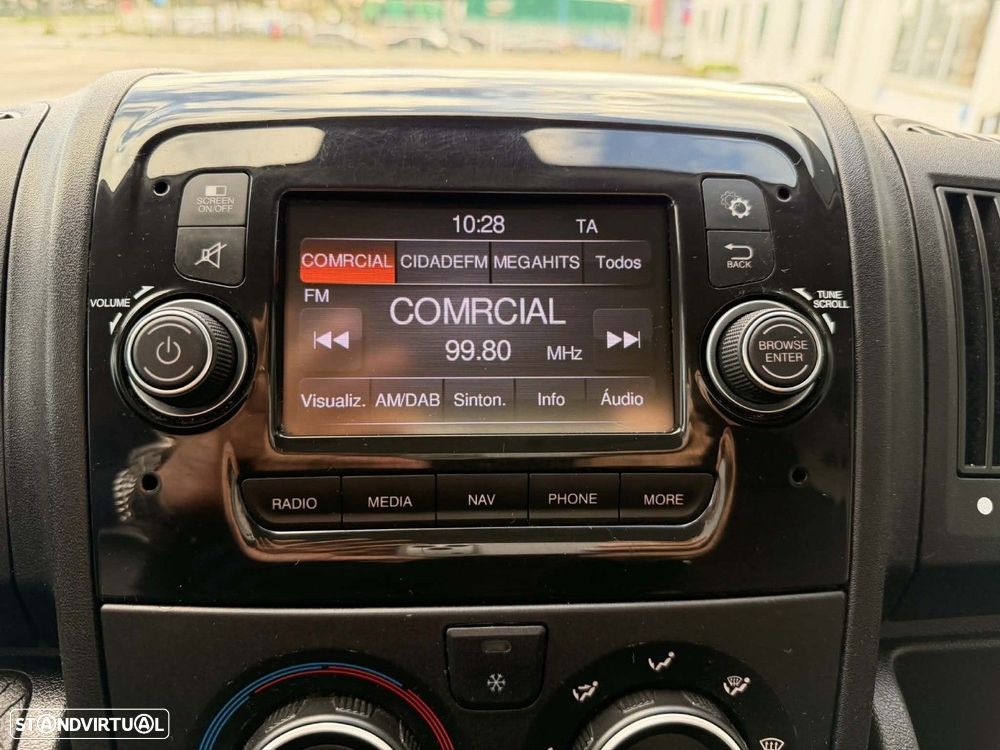 SCREEN
ON/OFF
10:28 TA
COMRCIAL CIDADEFM MEGAHITS Todos
FM
COMRCIAL
99.80 MHz
Visualiz. AM/DAB Sinton. Info Áudio
BACK
VOLUME
TUNE
SCROLL
BROWSE
ENTER
RADIO MEDIA NAV PHONE MORE
STANDVIRTUAL